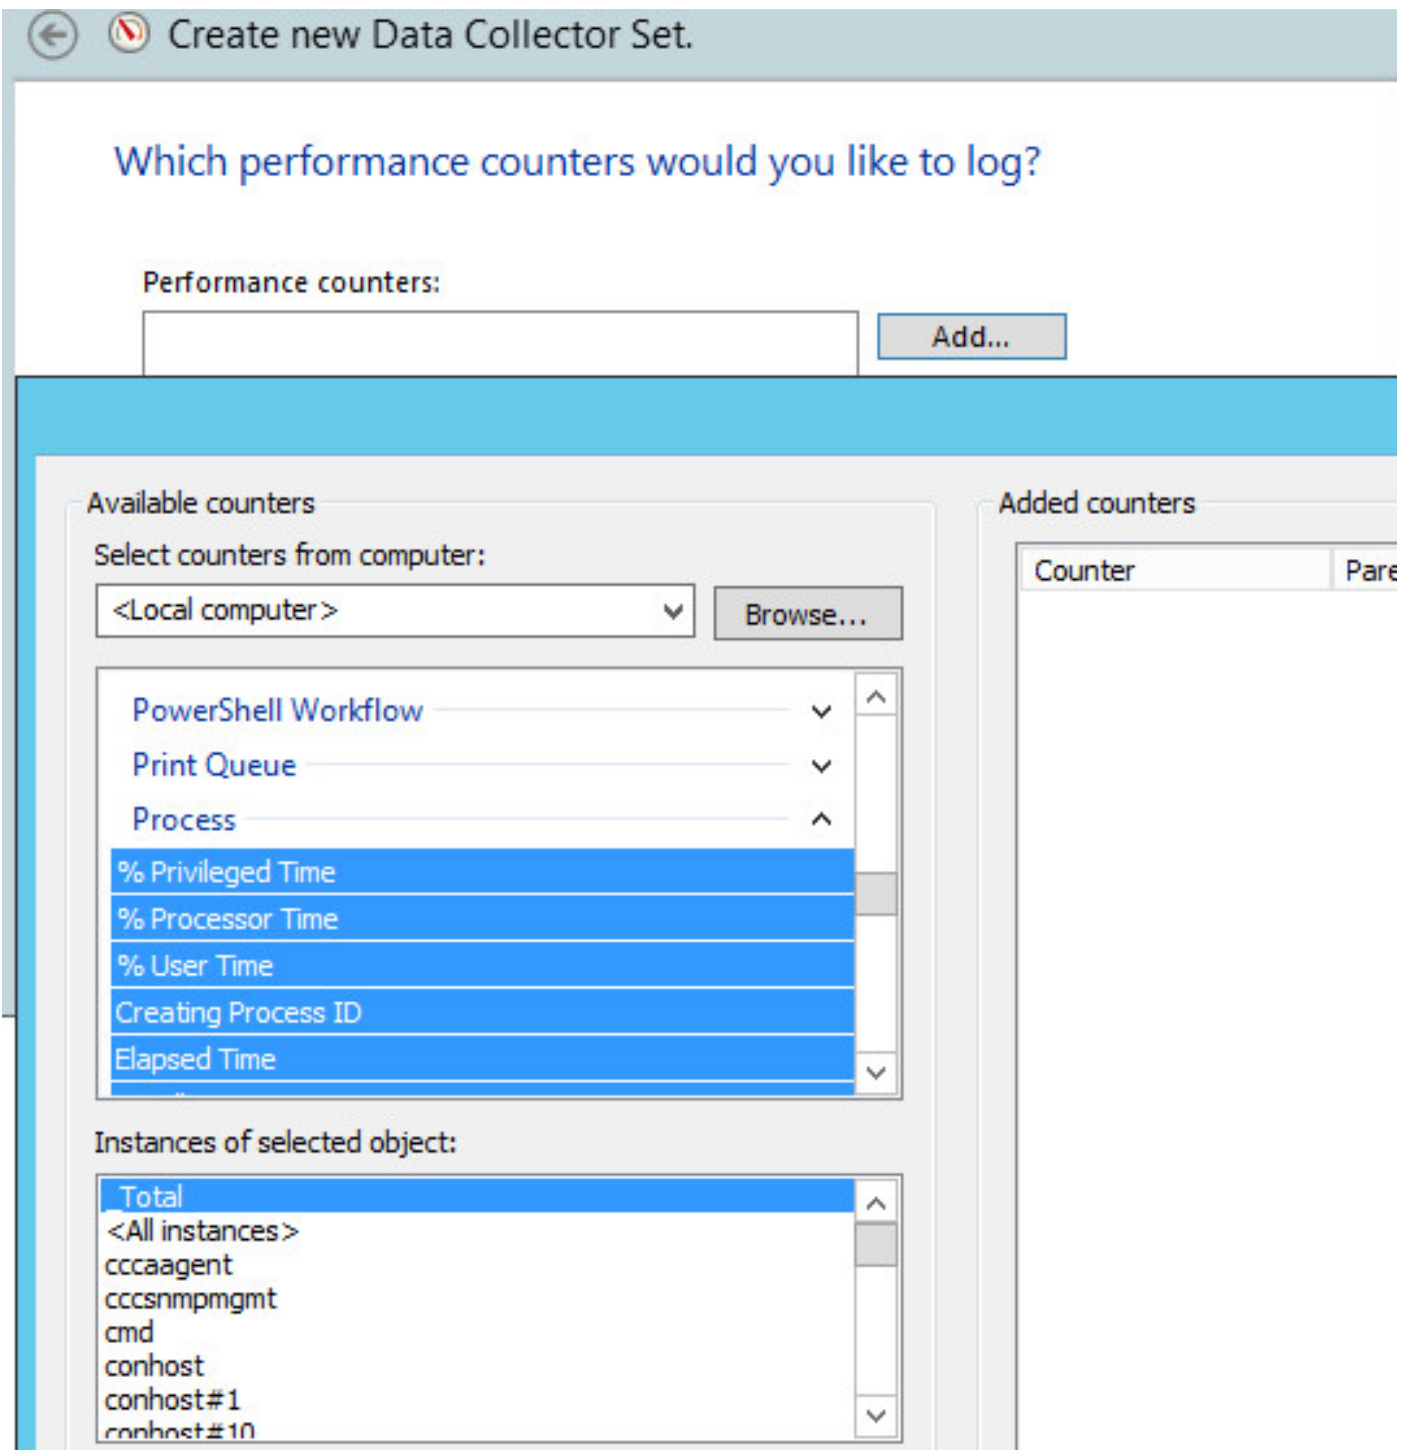 Create new Data Collector Set.
Which performance counters would you like to log?
Performance counters:
Add...
Available counters
Select counters from computer:
<Local computer>
Browse...
PowerShell Workflow
Print Queue
Process
% Privileged Time
% Processor Time
% User Time
Creating Process ID
Elapsed Time
Instances of selected object:
_Total
<All instances>
cccaagent
cccsnmpmgmt
cmd
conhost
conhost#1
conhost#10
Added counters
Counter
Pare